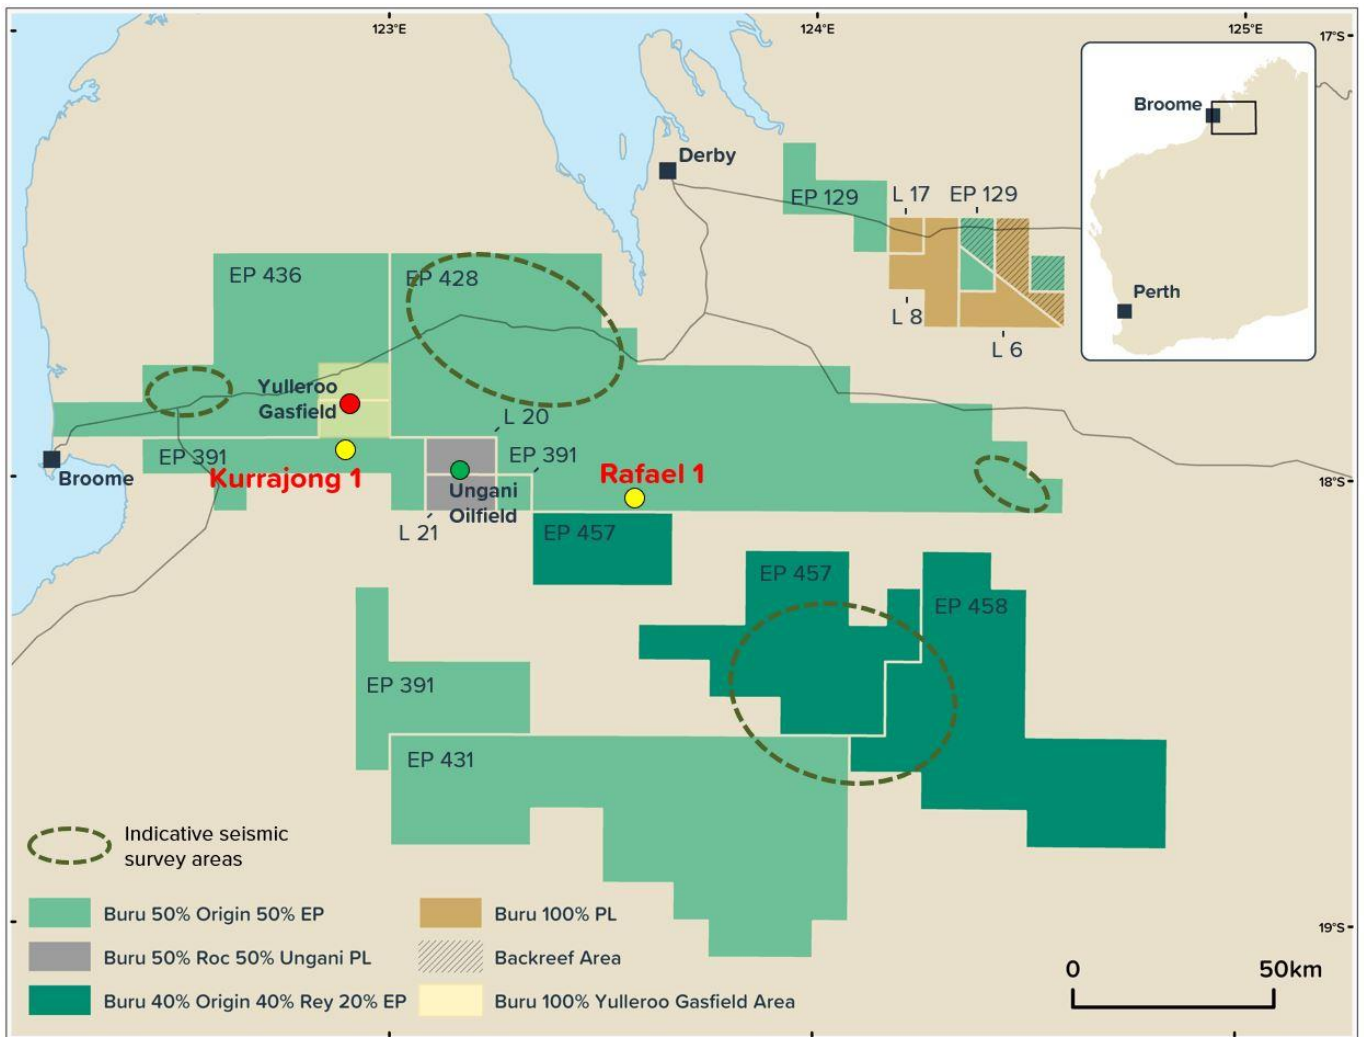 123°E
124°E
125°E
17°S
Broome
Perth
Derby
EP 129
L 17
EP 129
L 8
L 6
EP 436
EP 428
Yulleroo
Gasfield
L 20
EP 391
Kurrajong 1
EP 391
Rafael 1
Broome
Ungani
Oilfield
L 21
18°S
EP 457
EP 457
EP 458
EP 391
EP 431
Indicative seismic
survey areas
Buru 50% Origin 50% EP
Buru 50% Roc 50% Ungani PL
Buru 40% Origin 40% Rey 20% EP
Buru 100% PL
Backreef Area
Buru 100% Yulleroo Gasfield Area
19°S
0
50km